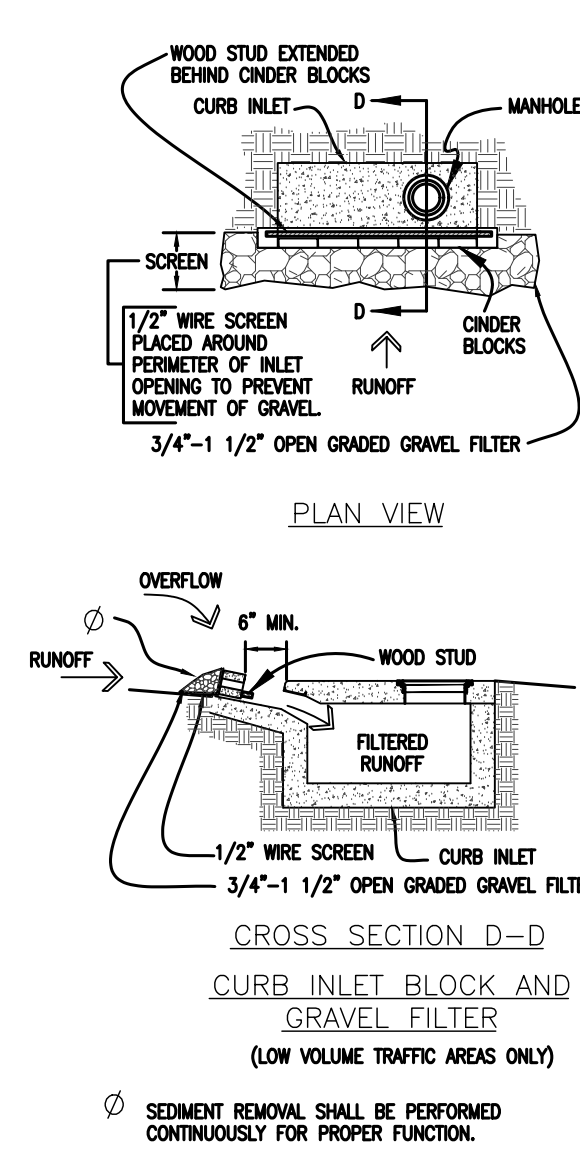 WOOD STUD EXTENDED
BEHIND CINDER BLOCKS
CURB INLET
D
MANHOLE
SCREEN
1/2" WIRE SCREEN
PLACED AROUND
PERIMETER OF INLET
OPENING TO PREVENT
MOVEMENT OF GRAVEL.
D
RUNOFF
CINDER
BLOCKS
3/4"-1 1/2" OPEN GRADED GRAVEL FILTER
PLAN VIEW
OVERFLOW
Ø
6" MIN.
RUNOFF
WOOD STUD
FILTERED
RUNOFF
1/2" WIRE SCREEN
CURB INLET
3/4"-1 1/2" OPEN GRADED GRAVEL FILTE
CROSS SECTION D-D
CURB INLET BLOCK AND
GRAVEL FILTER
(LOW VOLUME TRAFFIC AREAS ONLY)
Ø SEDIMENT REMOVAL SHALL BE PERFORMED
CONTINUOUSLY FOR PROPER FUNCTION.